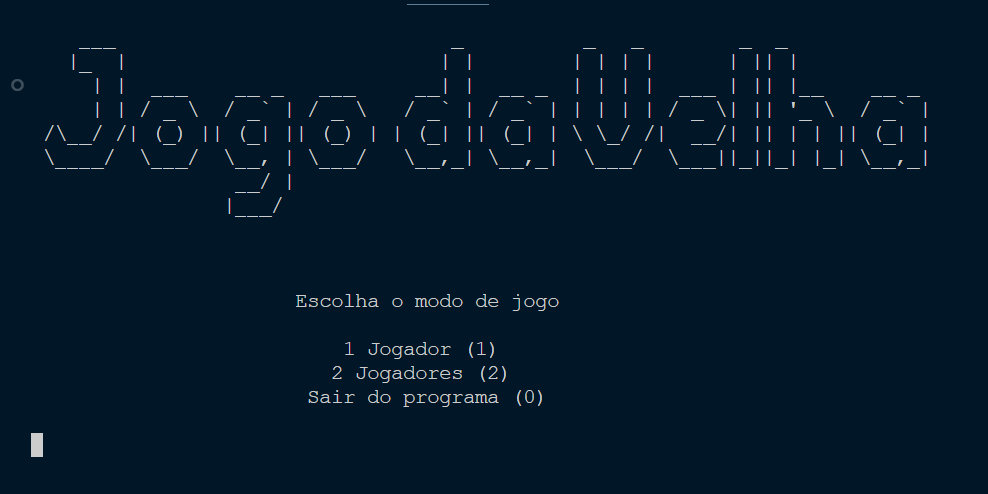 Jogo da Velha
Escolha o modo de jogo
1 Jogador (1)
2 Jogadores (2)
Sair do programa (0)